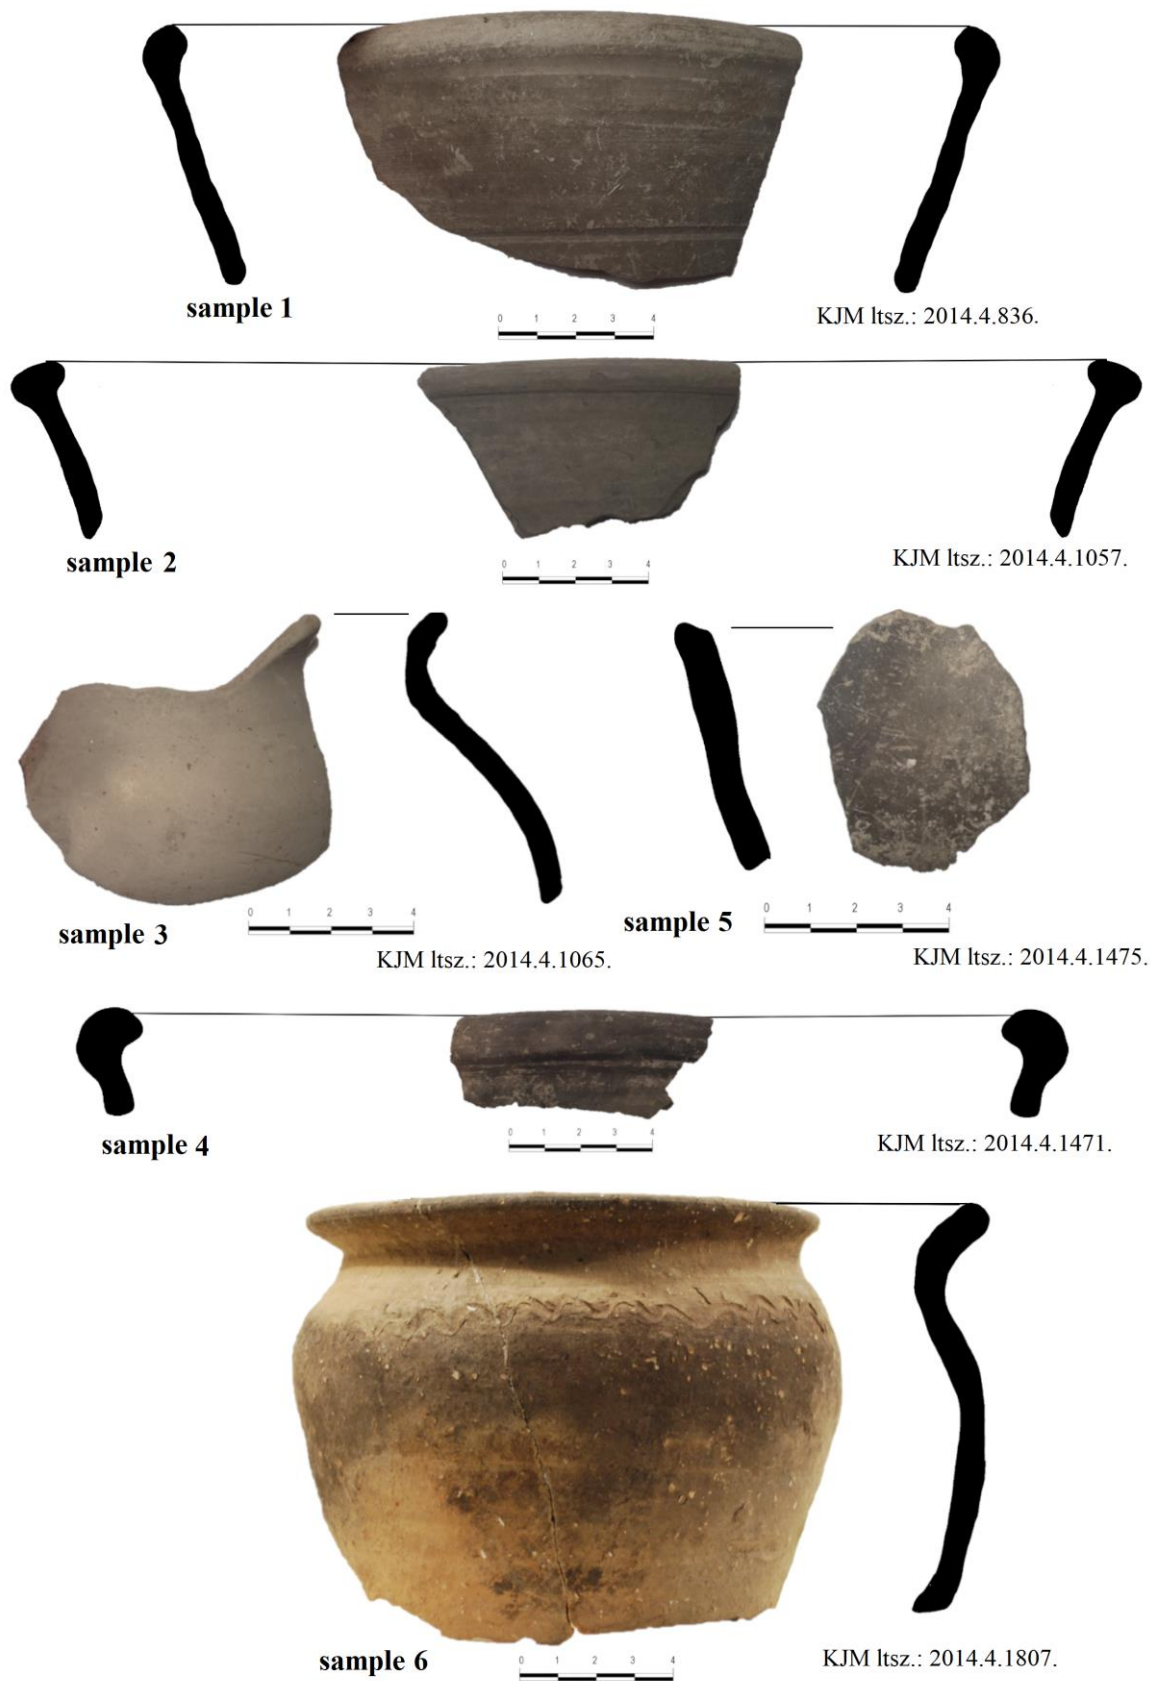 sample 1
0 1 2 3 4
KJM ltsz.: 2014.4.836.
sample 2
0 1 2 3 4
KJM ltsz.: 2014.4.1057.
sample 3
0 1 2 3 4
KJM ltsz.: 2014.4.1065.
sample 5
0 1 2 3 4
KJM ltsz.: 2014.4.1475.
sample 4
0 1 2 3 4
KJM ltsz.: 2014.4.1471.
sample 6
0 1 2 3 4
KJM ltsz.: 2014.4.1807.